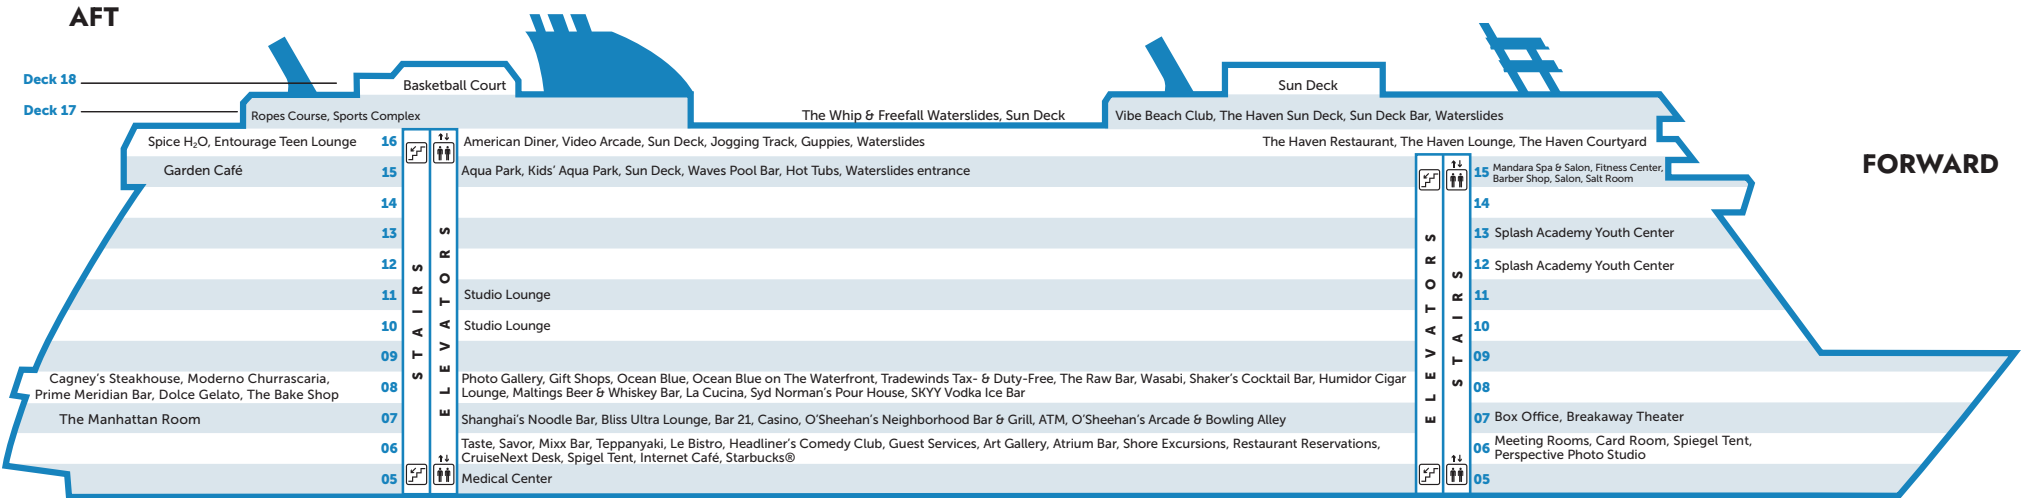 AFT
FORWARD
Deck 18
Basketball Court
Sun Deck
Deck 17
Ropes Course, Sports Complex
The Whip & Freefall Waterslides, Sun Deck
Vibe Beach Club, The Haven Sun Deck, Sun Deck Bar, Waterslides
Spice H₂O, Entourage Teen Lounge
16
American Diner, Video Arcade, Sun Deck, Jogging Track, Guppies, Waterslides
The Haven Restaurant, The Haven Lounge, The Haven Courtyard
Garden Café
15
Aqua Park, Kids’ Aqua Park, Sun Deck, Waves Pool Bar, Hot Tubs, Waterslides entrance
15
Mandara Spa & Salon, Fitness Center,
Barber Shop, Salon, Salt Room
14
14
13
13
Splash Academy Youth Center
12
12
Splash Academy Youth Center
11
Studio Lounge
11
10
Studio Lounge
10
09
09
STAIRS
ELEVATORS
ELEVATORS
STAIRS
Cagney’s Steakhouse, Moderno Churrascaria,
Prime Meridian Bar, Dolce Gelato, The Bake Shop
08
Photo Gallery, Gift Shops, Ocean Blue, Ocean Blue on The Waterfront, Tradewinds Tax- & Duty-Free, The Raw Bar, Wasabi, Shaker’s Cocktail Bar, Humidor Cigar
Lounge, Maltings Beer & Whiskey Bar, La Cucina, Syd Norman’s Pour House, SKYY Vodka Ice Bar
08
The Manhattan Room
07
Shanghai’s Noodle Bar, Bliss Ultra Lounge, Bar 21, Casino, O’Sheehan’s Neighborhood Bar & Grill, ATM, O’Sheehan’s Arcade & Bowling Alley
07
Box Office, Breakaway Theater
06
Taste, Savor, Mixx Bar, Teppanyaki, Le Bistro, Headliner’s Comedy Club, Guest Services, Art Gallery, Atrium Bar, Shore Excursions, Restaurant Reservations,
CruiseNext Desk, Spigel Tent, Internet Café, Starbucks®
06
Meeting Rooms, Card Room, Spiegel Tent,
Perspective Photo Studio
05
Medical Center
05